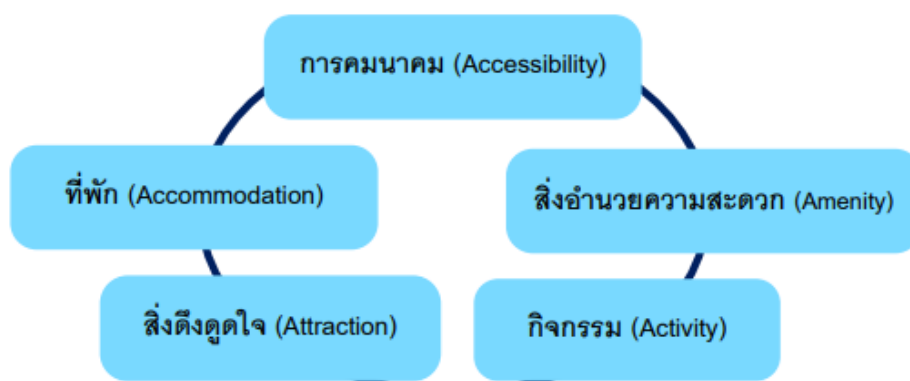 การคมนาคม (Accessibility)
ที่พัก (Accommodation)
สิ่งอำนวยความสะดวก (Amenity)
สิ่งดึงดูดใจ (Attraction)
กิจกรรม (Activity)